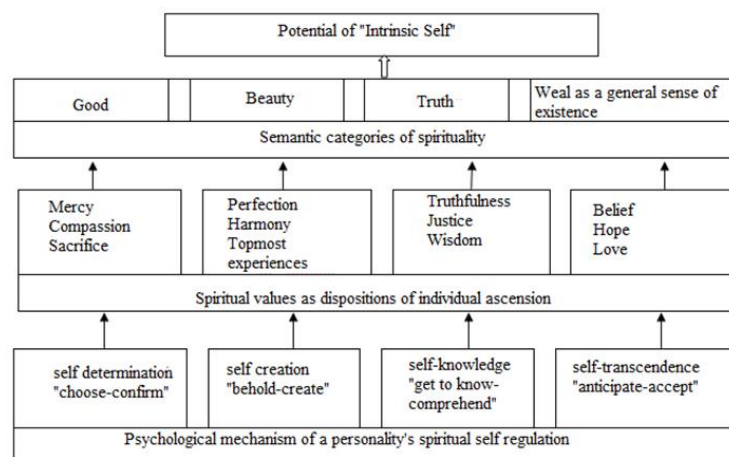 Potential of "Intrinsic Self"
Good
Beauty
Truth
Weal as a general sense of
existence
Semantic categories of spirituality
Mercy
Compassion
Sacrifice
Perfection
Harmony
Topmost
experiences
Truthfulness
Justice
Wisdom
Belief
Hope
Love
Spiritual values as dispositions of individual ascension
self determination
"choose-confirm"
self creation
"behold-create"
self-knowledge
"get to know-
comprehend"
self-transcendence
"anticipate-accept"
Psychological mechanism of a personality's spiritual self regulation